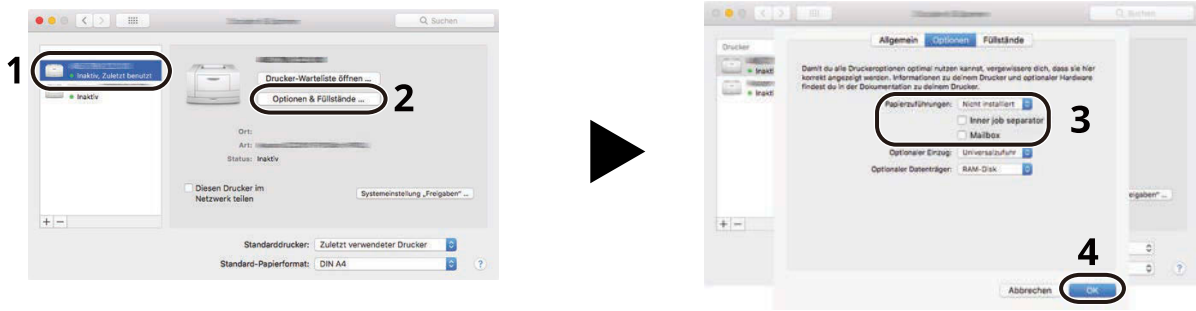 Suchen
1
Inaktiv, Zuletzt benutzt
Inaktiv
Drucker-Warteliste öffnen ...
Optionen & Füllstände ...
2
Ort:
Art:
Status: Inaktiv
Diesen Drucker im
Netzwerk teilen
Systemeinstellung „Freigaben“ ...
+ −
Standarddrucker: Zuletzt verwendeter Drucker
Standard-Papierformat: DIN A4
?
Suchen
Drucker
Inakti
Inakti
Allgemein Optionen Füllstände
Damit du alle Druckeroptionen optimal nutzen kannst, vergewissere dich, dass sie hier
korrekt angezeigt werden. Informationen zu deinem Drucker und optionaler Hardware
findest du in der Dokumentation zu deinem Drucker.
Papierzuführungen: Nicht installiert
Inner job separator
Mailbox
3
Optionaler Einzug: Universalzufuhr
Optionaler Datenträger: RAM-Disk
eigaben“ ...
+ −
?
4
Abbrechen OK